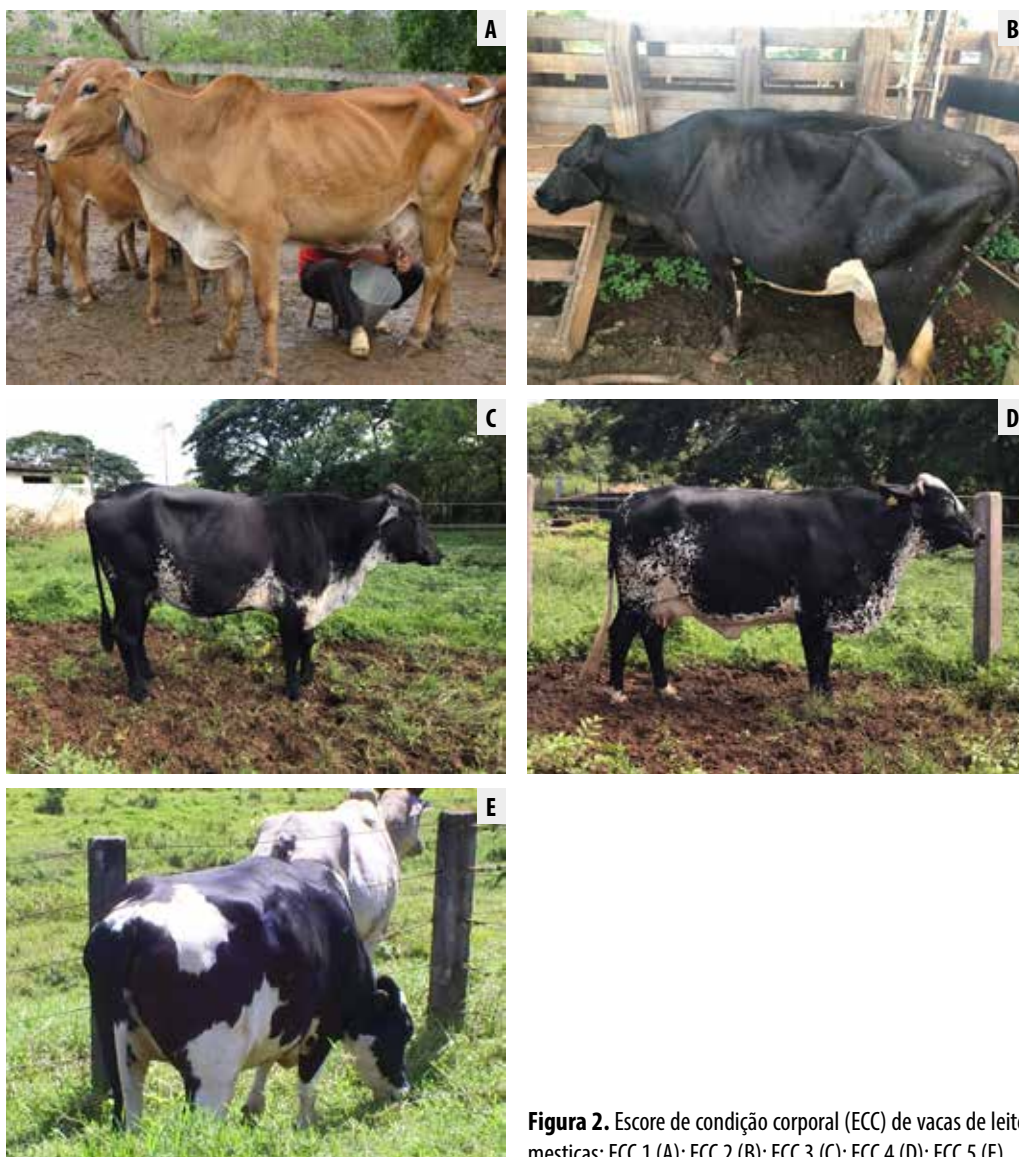 A
B
C
D
E
Figura 2. Escore de condição corporal (ECC) de vacas de leite
mestiças: ECC 1 (A); ECC 2 (B); ECC 3 (C); ECC 4 (D); ECC 5 (E)